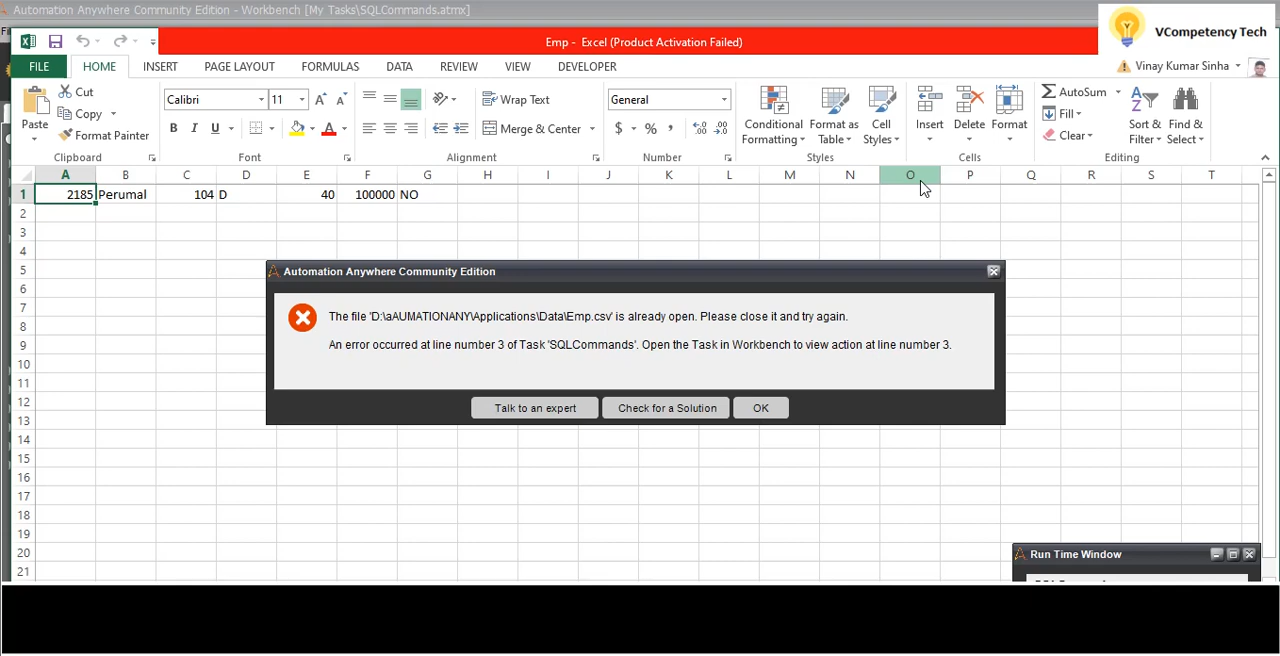 Automation Anywhere Community Edition - Workbench [My Tasks\SQLCommands.atmx]
Emp - Excel (Product Activation Failed)
VCompetency Tech
FILE HOME INSERT PAGE LAYOUT FORMULAS DATA REVIEW VIEW DEVELOPER
Vinay Kumar Sinha
Paste
Cut
Copy
Format Painter
Clipboard
Calibri 11
B I U
Font
Wrap Text
Merge & Center
Alignment
General
$ % ,
Number
Conditional Formatting
Format as Table
Cell Styles
Styles
Insert
Delete
Format
Cells
AutoSum
Fill
Clear
Sort & Filter
Find & Select
Editing
A B C D E F G H I J K L M N O P Q R S T
1 2185 Perumal 104 D 40 100000 NO
2
3
4
5
6
7
8
9
10
11
12
13
14
15
16
17
18
19
20
21
Automation Anywhere Community Edition
The file 'D:\aAUMATIONANY\Applications\Data\Emp.csv' is already open. Please close it and try again.
An error occurred at line number 3 of Task 'SQLCommands'. Open the Task in Workbench to view action at line number 3.
Talk to an expert Check for a Solution OK
Run Time Window